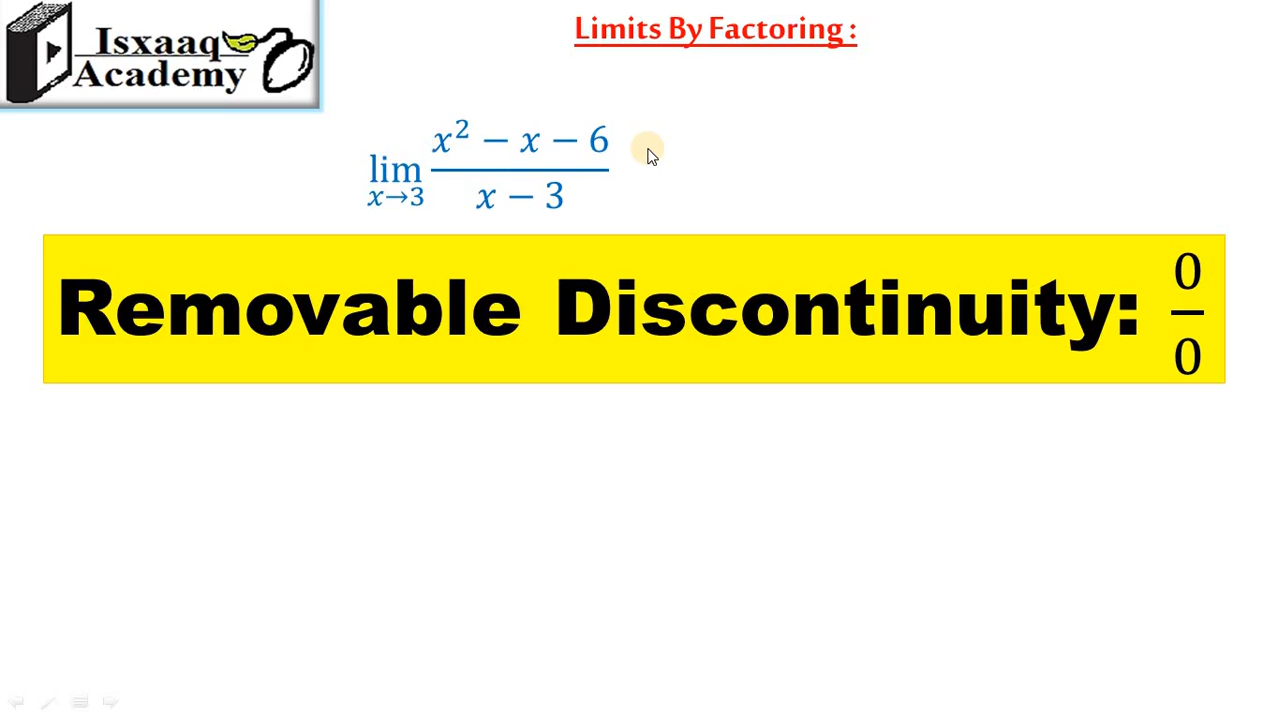 Isxaaq
Academy
Limits By Factoring :
lim x→3 (x² − x − 6)/(x − 3)
Removable Discontinuity: 0/0